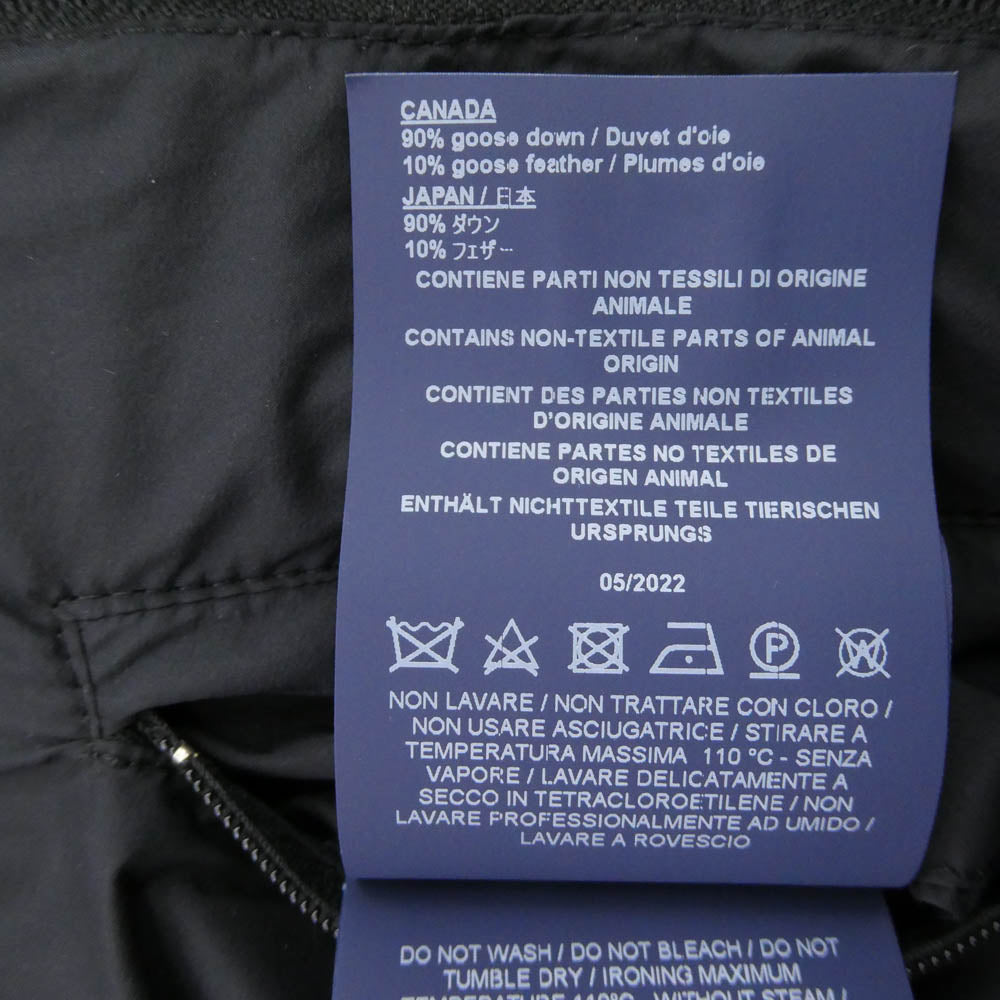 CANADA
90% goose down / Duvet d'oie
10% goose feather / Plumes d'oie
JAPAN / 日本
90% ダウン
10% フェザー
CONTIENE PARTI NON TESSILI DI ORIGINE
ANIMALE
CONTAINS NON-TEXTILE PARTS OF ANIMAL
ORIGIN
CONTIENT DES PARTIES NON TEXTILES
D'ORIGINE ANIMALE
CONTIENE PARTES NO TEXTILES DE
ORIGEN ANIMAL
ENTHÄLT NICHTTEXTILE TEILE TIERISCHEN
URSPRUNGS
05/2022
P
W
NON LAVARE / NON TRATTARE CON CLORO /
NON USARE ASCIUGATRICE / STIRARE A
TEMPERATURA MASSIMA 110 °C - SENZA
VAPORE / LAVARE DELICATAMENTE A
SECCO IN TETRACLOROETILENE / NON
LAVARE PROFESSIONALMENTE AD UMIDO /
LAVARE A ROVESCIO
DO NOT WASH / DO NOT BLEACH / DO NOT
TUMBLE DRY / IRONING MAXIMUM
TEMPERATURE 110°C - WITHOUT STEAM /